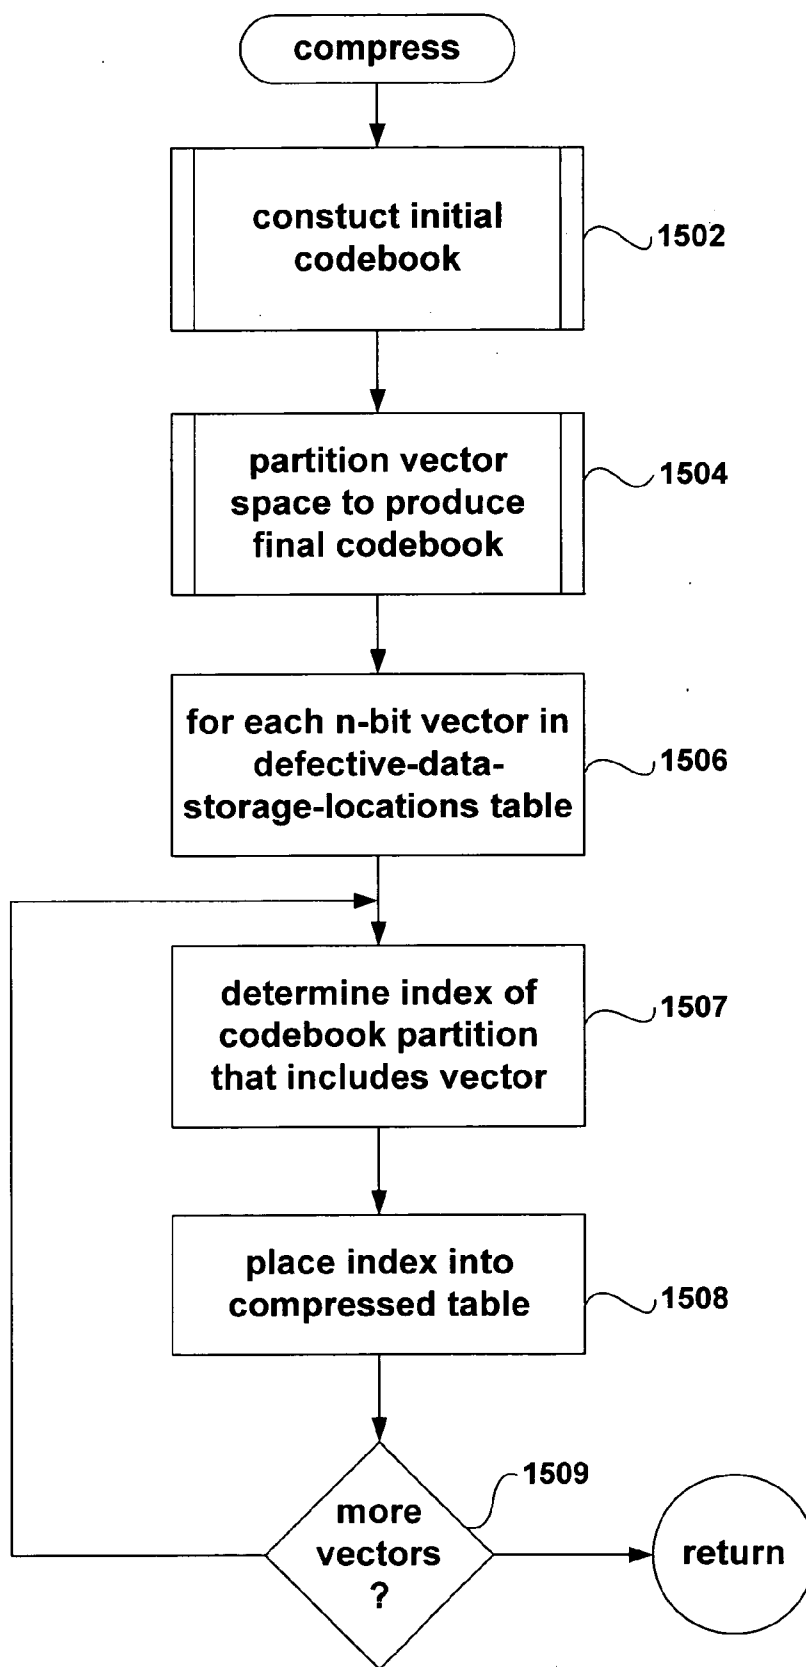 compress
constuct initial
codebook
1502
partition vector
space to produce
final codebook
1504
for each n-bit vector in
defective-data-
storage-locations table
1506
determine index of
codebook partition
that includes vector
1507
place index into
compressed table
1508
more
vectors
?
1509
return